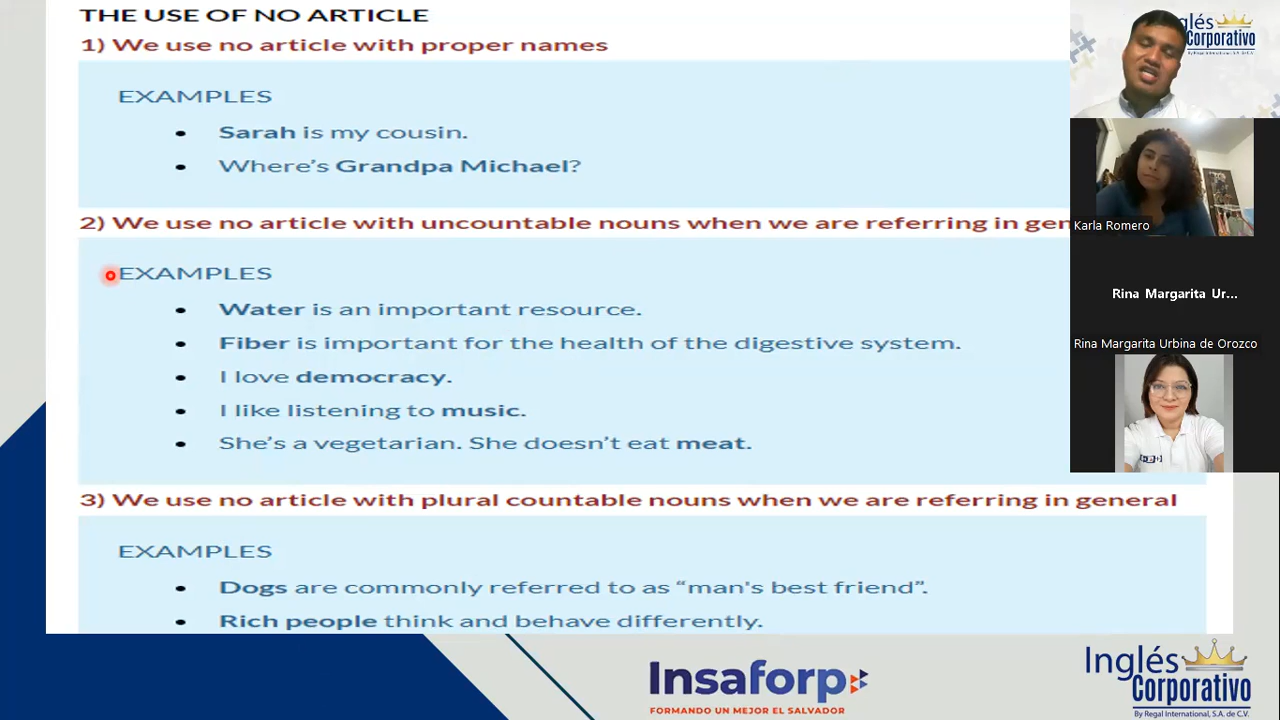 THE USE OF NO ARTICLE
1) We use no article with proper names
EXAMPLES
• Sarah is my cousin.
• Where's Grandpa Michael?
2) We use no article with uncountable nouns when we are referring in gen
EXAMPLES
• Water is an important resource.
• Fiber is important for the health of the digestive system.
• I love democracy.
• I like listening to music.
• She's a vegetarian. She doesn't eat meat.
3) We use no article with plural countable nouns when we are referring in general
EXAMPLES
• Dogs are commonly referred to as “man's best friend”.
• Rich people think and behave differently.
glés
Corporativo
By Regal International, S.A. de C.V.
Karla Romero
Rina Margarita Ur...
Rina Margarita Urbina de Orozco
Insaforp
FORMANDO UN MEJOR EL SALVADOR
Inglés
Corporativo
By Regal International, S.A. de C.V.